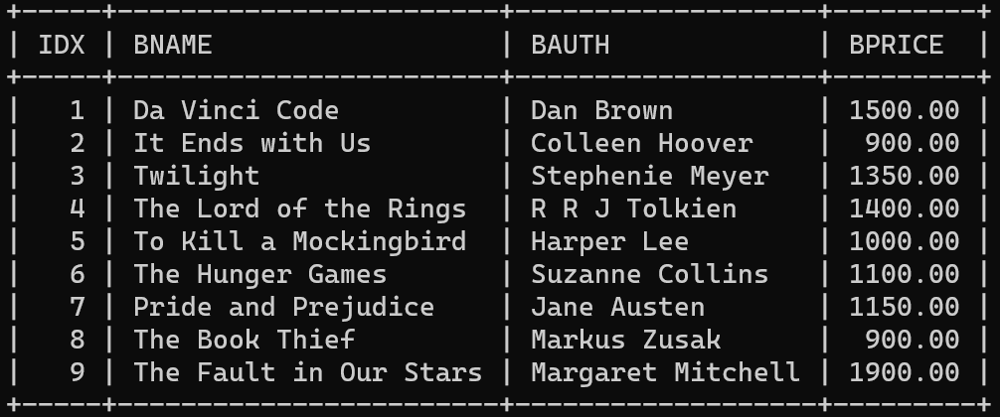 +-----+------------------------+-------------------+---------+
| IDX | BNAME                  | BAUTH             | BPRICE  |
+-----+------------------------+-------------------+---------+
|   1 | Da Vinci Code          | Dan Brown         | 1500.00 |
|   2 | It Ends with Us        | Colleen Hoover    |  900.00 |
|   3 | Twilight               | Stephenie Meyer   | 1350.00 |
|   4 | The Lord of the Rings  | R R J Tolkien     | 1400.00 |
|   5 | To Kill a Mockingbird  | Harper Lee        | 1000.00 |
|   6 | The Hunger Games       | Suzanne Collins   | 1100.00 |
|   7 | Pride and Prejudice    | Jane Austen       | 1150.00 |
|   8 | The Book Thief         | Markus Zusak      |  900.00 |
|   9 | The Fault in Our Stars | Margaret Mitchell | 1900.00 |
+-----+------------------------+-------------------+---------+